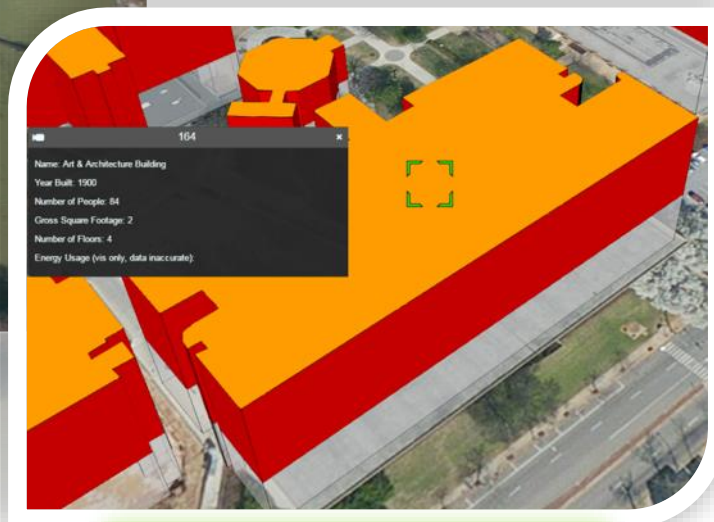 164
Name: Art & Architecture Building
Year Built: 1900
Number of People: 84
Gross Square Footage: 2
Number of Floors: 4
Energy Usage (vis only, data inaccurate):